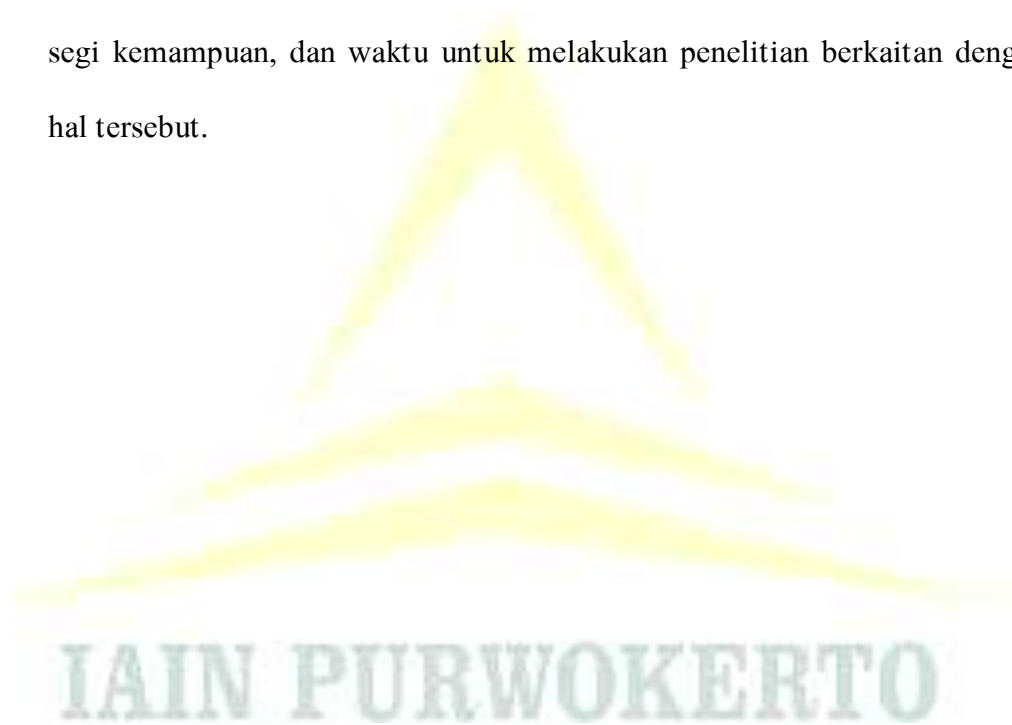 segi kemampuan, dan waktu untuk melakukan penelitian berkaitan deng
hal tersebut.
IAIN PURWOKERTO